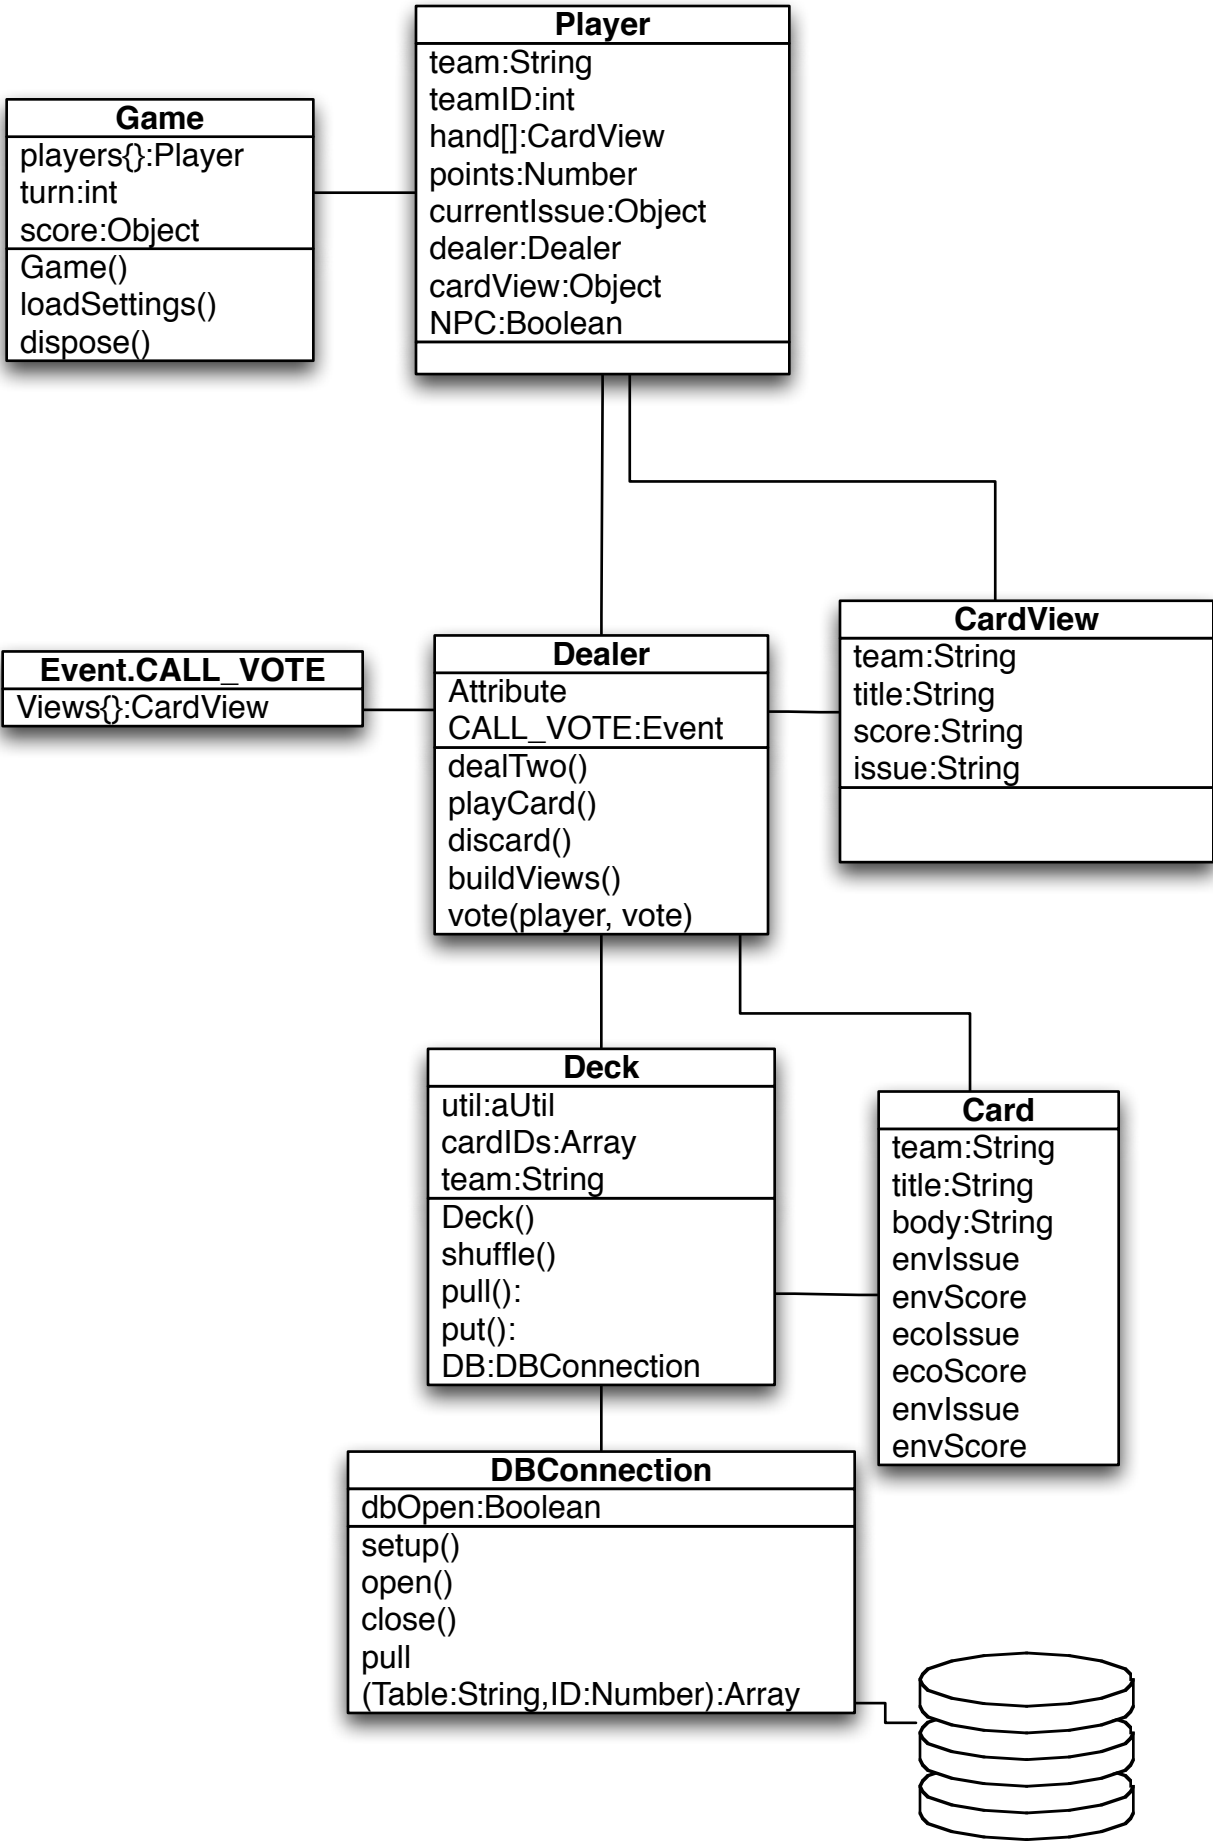 Player
team:String
teamID:int
hand[]:CardView
points:Number
currentIssue:Object
dealer:Dealer
cardView:Object
NPC:Boolean
Game
players{}:Player
turn:int
score:Object
Game()
loadSettings()
dispose()
CardView
team:String
title:String
score:String
issue:String
Event.CALL_VOTE
Views{}:CardView
Dealer
Attribute
CALL_VOTE:Event
dealTwo()
playCard()
discard()
buildViews()
vote(player, vote)
Deck
util:aUtil
cardIDs:Array
team:String
Deck()
shuffle()
pull():
put():
DB:DBConnection
Card
team:String
title:String
body:String
envIssue
envScore
ecoIssue
ecoScore
envIssue
envScore
DBConnection
dbOpen:Boolean
setup()
open()
close()
pull
(Table:String,ID:Number):Array